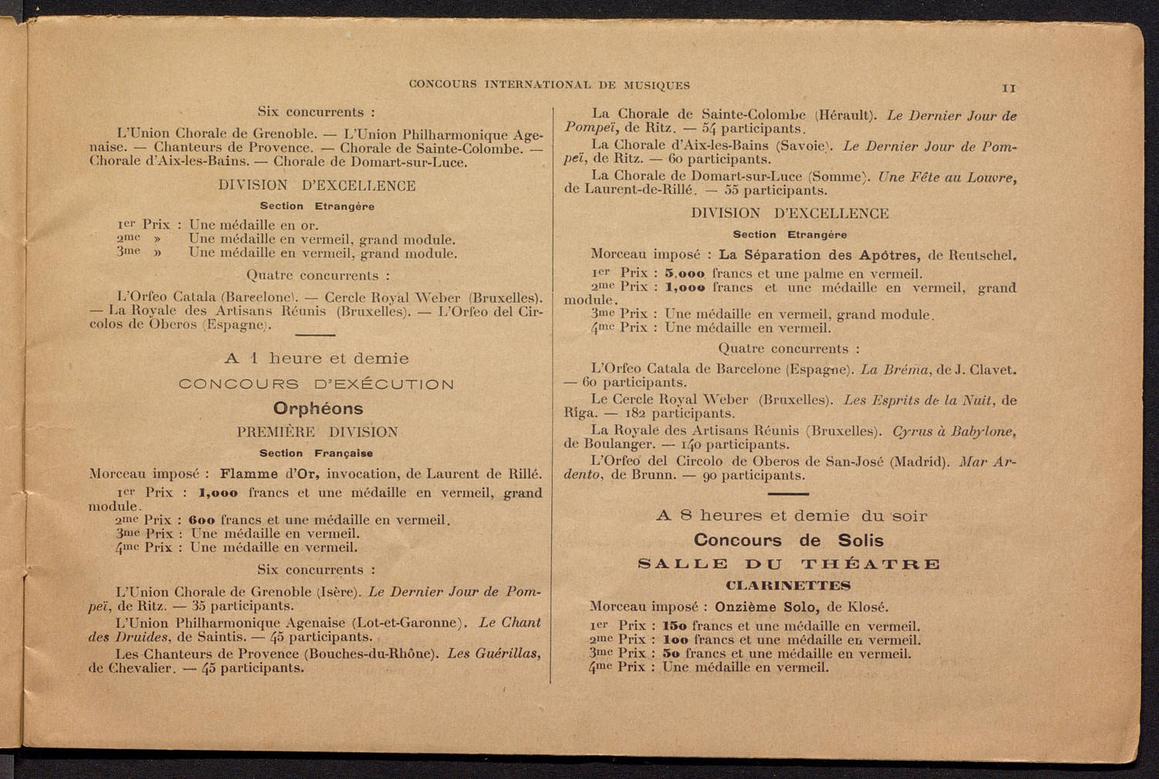 CONCOURS INTERNATIONAL DE MUSIQUES
11
Six concurrents :
L'Union Chorale de Grenoble. — L'Union Philharmonique Age-
naise. — Chanteurs de Provence. — Chorale de Sainte-Colombe. —
Chorale d'Aix-les-Bains. — Chorale de Domart-sur-Luce.
DIVISION D'EXCELLENCE
Section Etrangère
1er Prix : Une médaille en or.
2me » Une médaille en vermeil, grand module.
3me » Une médaille en vermeil, grand module.
Quatre concurrents :
L'Orfeo Catala (Barcelone). — Cercle Royal Weber (Bruxelles).
— La Royale des Artisans Réunis (Bruxelles). — L'Orfeo del Cir-
colos de Oberos (Espagne).
A 1 heure et demie
CONCOURS D'EXÉCUTION
Orphéons
PREMIÈRE DIVISION
Section Française
Morceau imposé : Flamme d'Or, invocation, de Laurent de Rillé.
1er Prix : 1,000 francs et une médaille en vermeil, grand
module.
2me Prix : 600 francs et une médaille en vermeil.
3me Prix : Une médaille en vermeil.
4me Prix : Une médaille en vermeil.
Six concurrents :
L'Union Chorale de Grenoble (Isère). Le Dernier Jour de Pom-
peï, de Ritz. — 35 participants.
L'Union Philharmonique Agenaise (Lot-et-Garonne). Le Chant
des Druides, de Saintis. — 45 participants.
Les Chanteurs de Provence (Bouches-du-Rhône). Les Guérillas,
de Chevalier. — 45 participants.
La Chorale de Sainte-Colombe (Hérault). Le Dernier Jour de
Pompeï, de Ritz. — 54 participants.
La Chorale d'Aix-les-Bains (Savoie). Le Dernier Jour de Pom-
peï, de Ritz. — 60 participants.
La Chorale de Domart-sur-Luce (Somme). Une Fête au Louvre,
de Laurent-de-Rillé. — 55 participants.
DIVISION D'EXCELLENCE
Section Etrangère
Morceau imposé : La Séparation des Apôtres, de Reutschel.
1er Prix : 5.000 francs et une palme en vermeil.
2me Prix : 1,000 francs et une médaille en vermeil, grand
module.
3me Prix : Une médaille en vermeil, grand module.
4me Prix : Une médaille en vermeil.
Quatre concurrents :
L'Orfeo Catala de Barcelone (Espagne). La Bréma, de J. Clavet.
— 60 participants.
Le Cercle Royal Weber (Bruxelles). Les Esprits de la Nuit, de
Riga. — 182 participants.
La Royale des Artisans Réunis (Bruxelles). Cyrus à Babylone,
de Boulanger. — 140 participants.
L'Orfeo del Circolo de Oberos de San-José (Madrid). Mar Ar-
dento, de Brunn. — 90 participants.
A 8 heures et demie du soir
Concours de Solis
SALLE DU THÉATRE
CLARINETTES
Morceau imposé : Onzième Solo, de Klosé.
1er Prix : 150 francs et une médaille en vermeil.
2me Prix : 100 francs et une médaille en vermeil.
3me Prix : 50 francs et une médaille en vermeil.
4me Prix : Une médaille en vermeil.